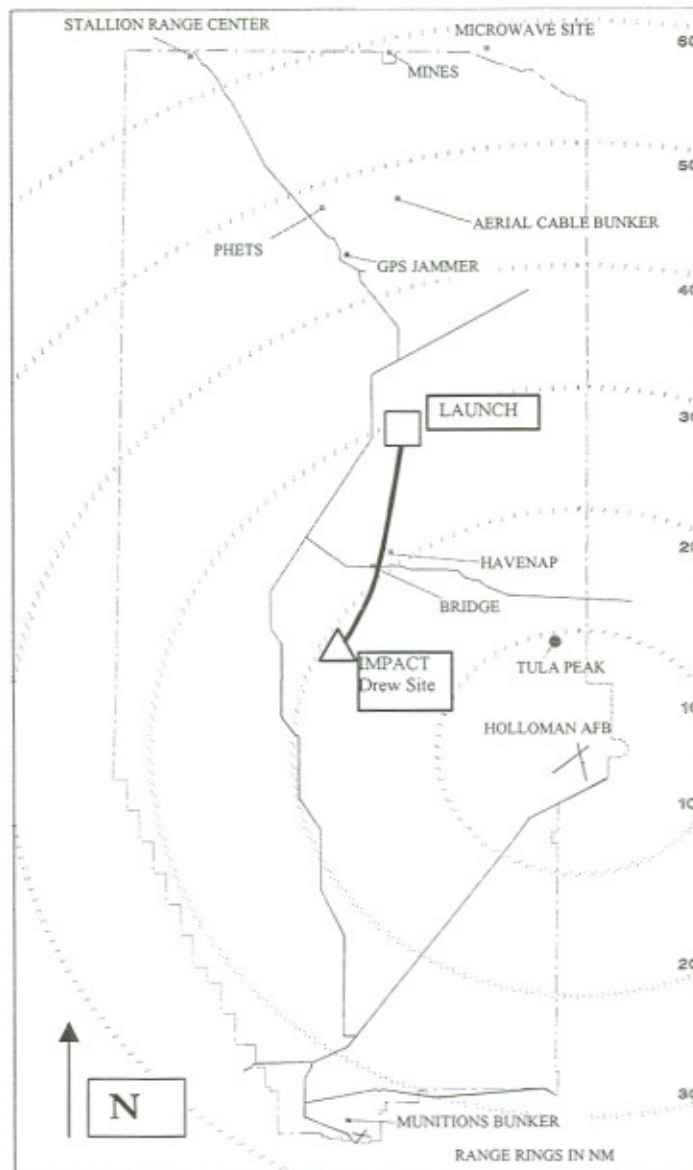 STALLION RANGE CENTER
MICROWAVE SITE
60
MINES
50
AERIAL CABLE BUNKER
PHETS
GPS JAMMER
40
LAUNCH
30
20
HAVENAP
BRIDGE
IMPACT
Drew Site
TULA PEAK
10
HOLLOMAN AFB
10
20
N
30
MUNITIONS BUNKER
RANGE RINGS IN NM